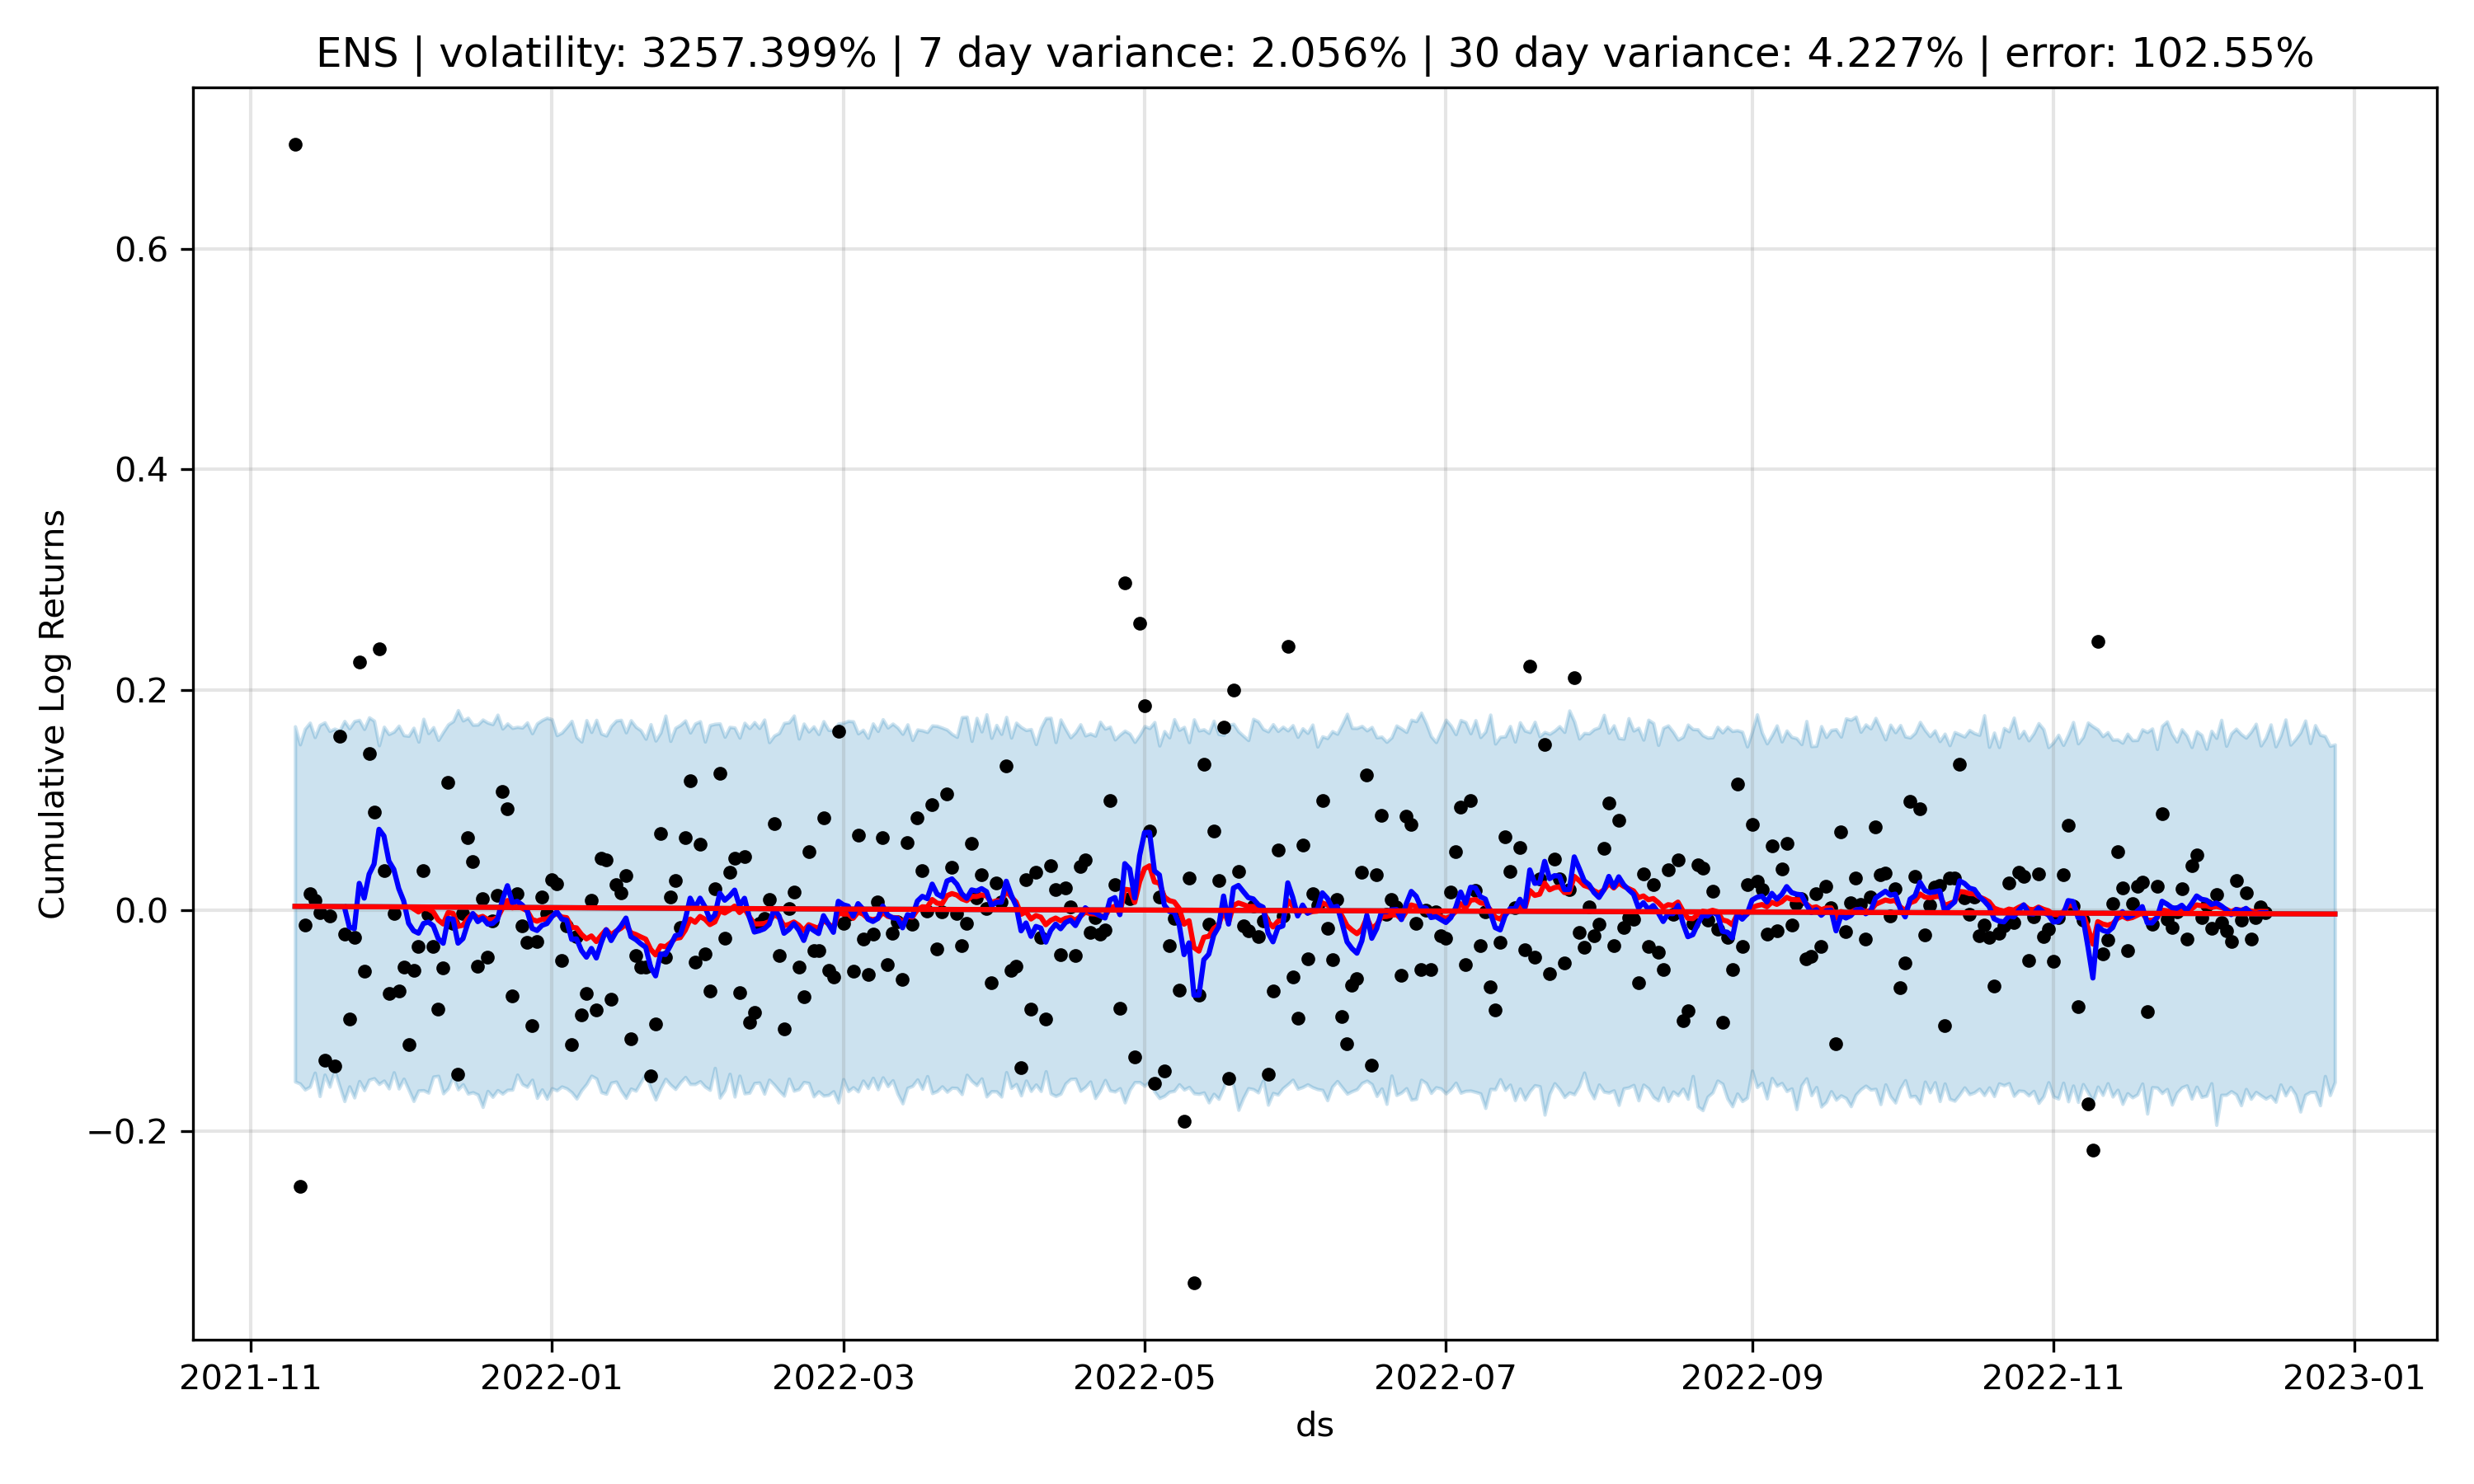 ENS | volatility: 3257.399% | 7 day variance: 2.056% | 30 day variance: 4.227% | error: 102.55%
Cumulative Log Returns
0.6
0.4
0.2
0.0
−0.2
2021-11 2022-01 2022-03 2022-05 2022-07 2022-09 2022-11 2023-01
ds